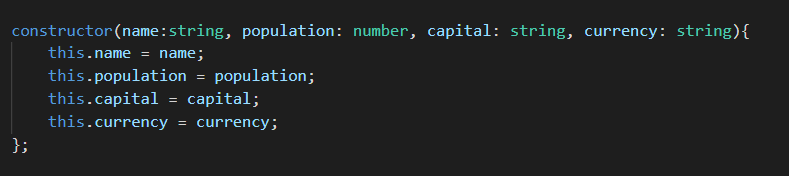 constructor(name:string, population: number, capital: string, currency: string){
    this.name = name;
    this.population = population;
    this.capital = capital;
    this.currency = currency;
};